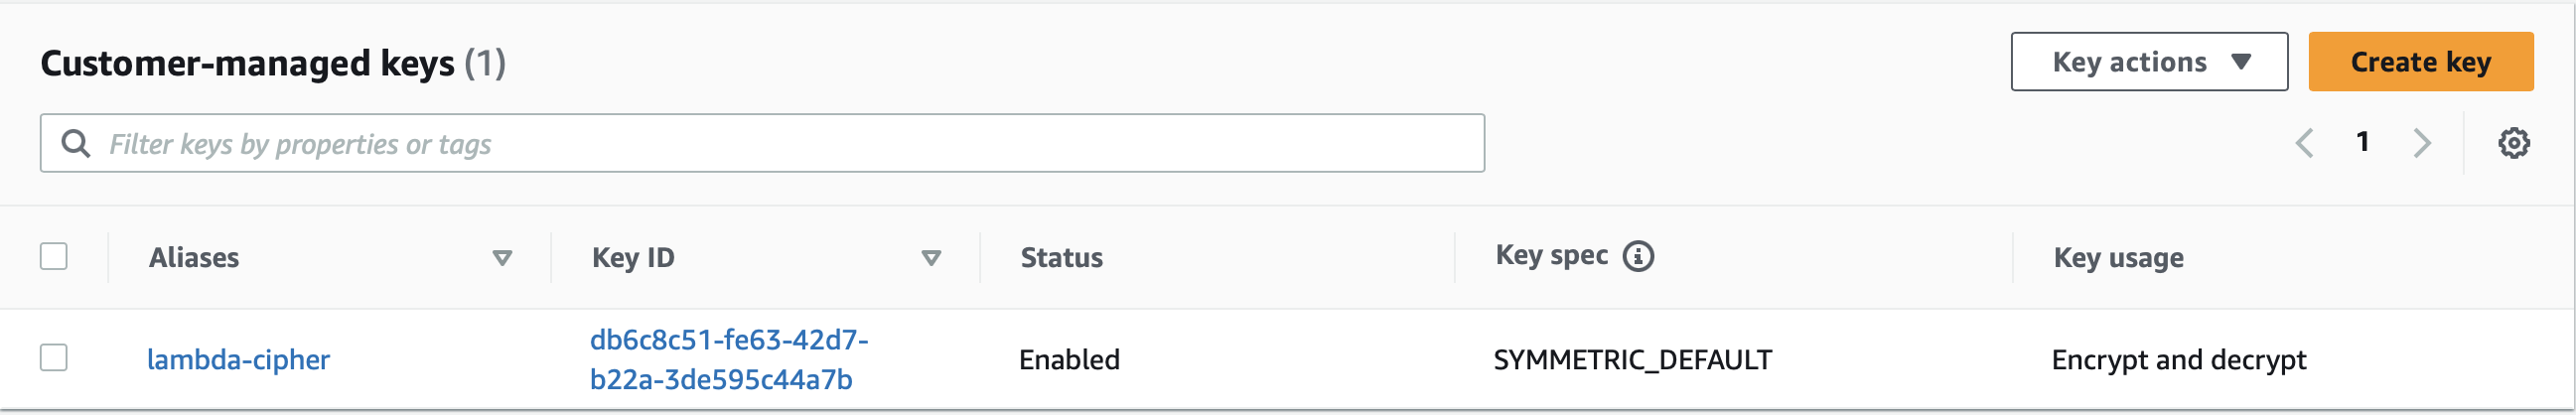 Customer-managed keys (1)
Key actions
Create key
Filter keys by properties or tags
1
Aliases
Key ID
Status
Key spec
Key usage
lambda-cipher
db6c8c51-fe63-42d7-
b22a-3de595c44a7b
Enabled
SYMMETRIC_DEFAULT
Encrypt and decrypt